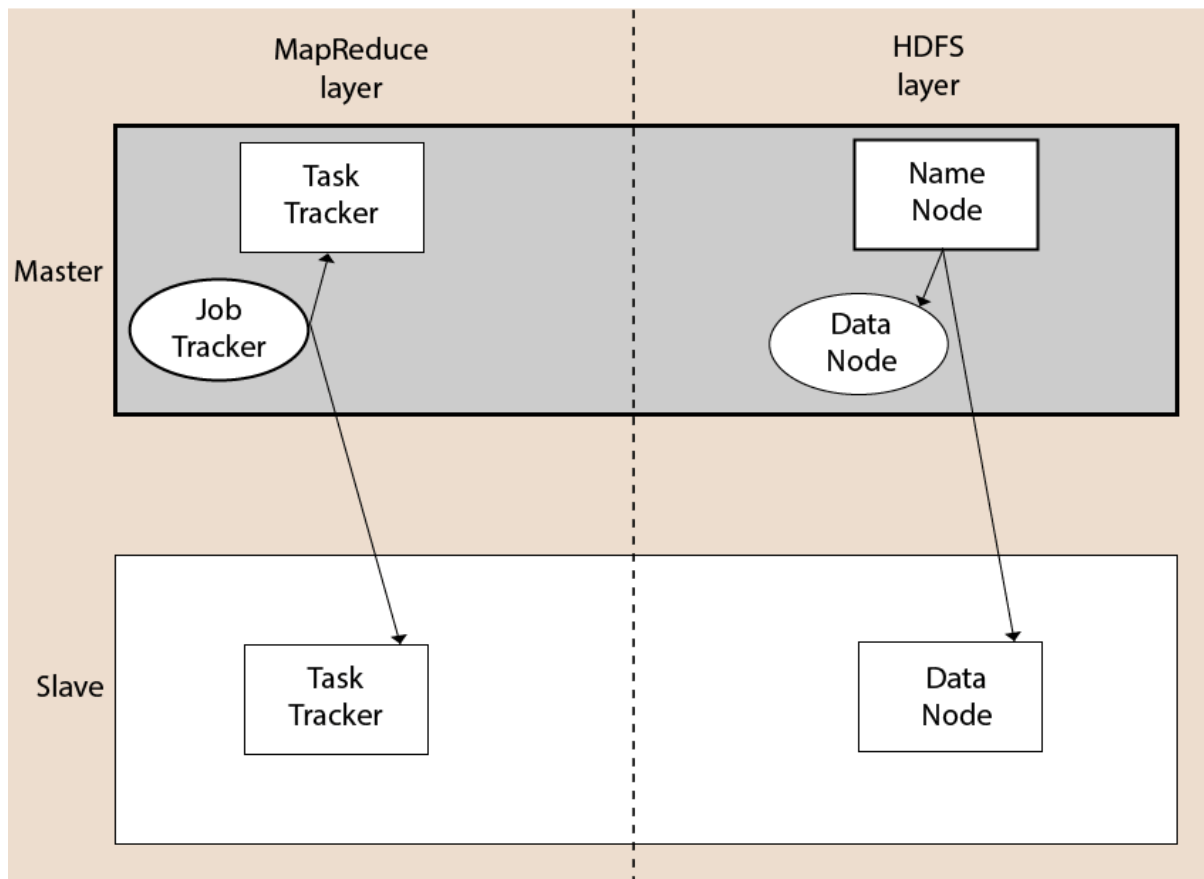 MapReduce
layer
HDFS
layer
Master
Task
Tracker
Job
Tracker
Name
Node
Data
Node
Slave
Task
Tracker
Data
Node